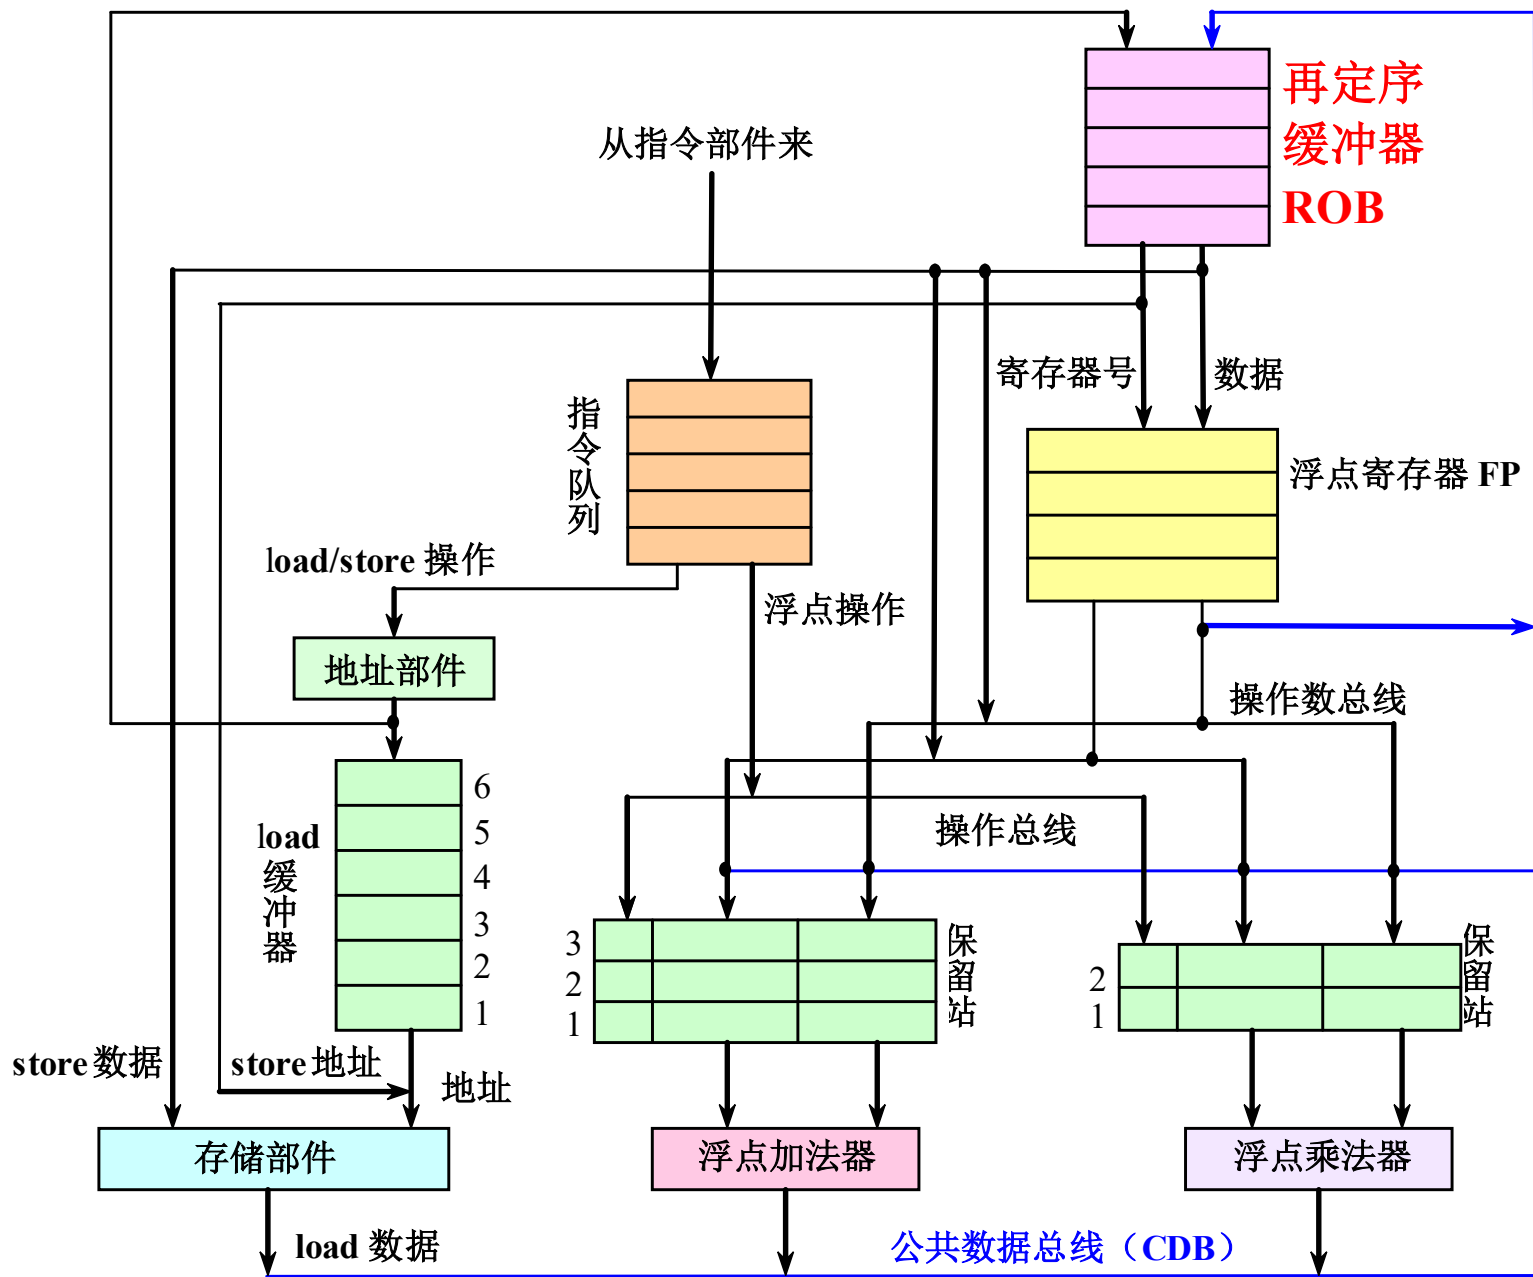 再定序
缓冲器
ROB
从指令部件来
寄存器号
数据
指令队列
浮点寄存器 FP
load/store 操作
浮点操作
地址部件
操作数总线
操作总线
load
缓冲器
6
5
4
3
2
1
3
2
1
保留站
2
1
保留站
store 数据
store 地址
地址
存储部件
浮点加法器
浮点乘法器
load 数据
公共数据总线（CDB）